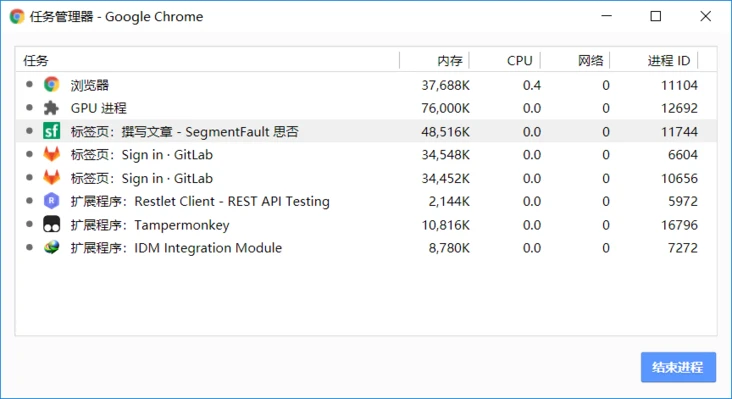 任务管理器 - Google Chrome
任务 内存 CPU 网络 进程 ID
浏览器 37,688K 0.4 0 11104
GPU 进程 76,000K 0.0 0 12692
sf 标签页：撰写文章 - SegmentFault 思否 48,516K 0.0 0 11744
标签页：Sign in · GitLab 34,548K 0.0 0 6604
标签页：Sign in · GitLab 34,452K 0.0 0 10656
R 扩展程序：Restlet Client - REST API Testing 2,144K 0.0 0 5972
扩展程序：Tampermonkey 10,816K 0.0 0 16796
扩展程序：IDM Integration Module 8,780K 0.0 0 7272
结束进程